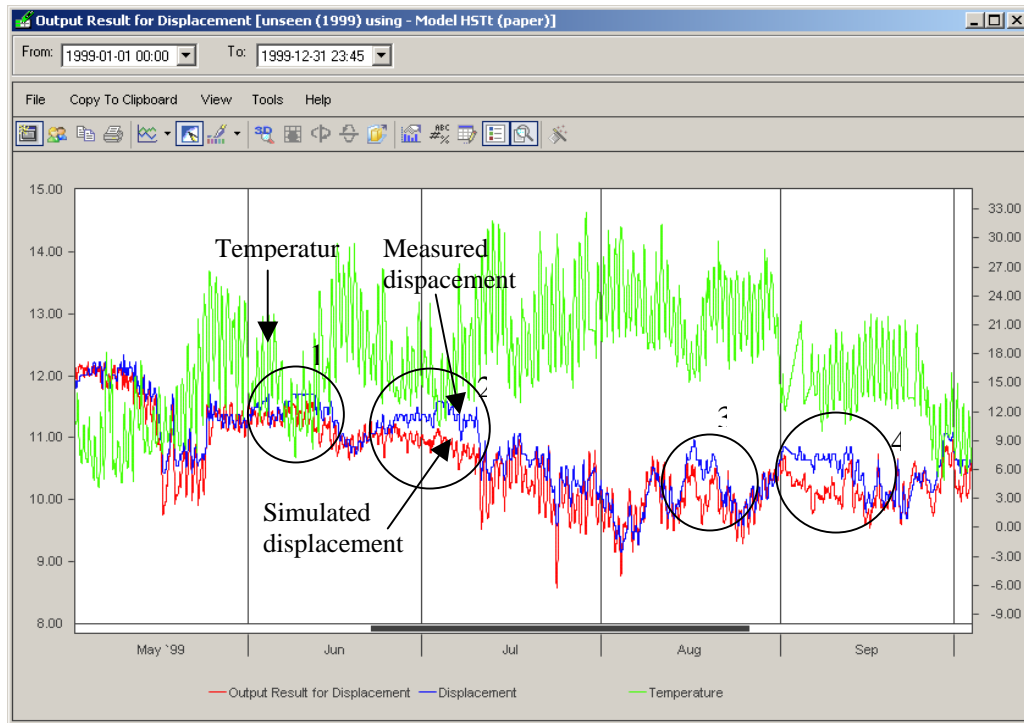 Output Result for Displacement [unseen (1999) using - Model HSTt (paper)]
From: 1999-01-01 00:00 To: 1999-12-31 23:45
File Copy To Clipboard View Tools Help
3D ABC
15.00
14.00
13.00
12.00
11.00
10.00
9.00
8.00
33.00
30.00
27.00
24.00
21.00
18.00
15.00
12.00
9.00
6.00
3.00
0.00
-3.00
-6.00
-9.00
Temperatur
Measured
dispacement
1
2
3
4
Simulated
displacement
May `99 Jun Jul Aug Sep
Output Result for Displacement Displacement Temperature